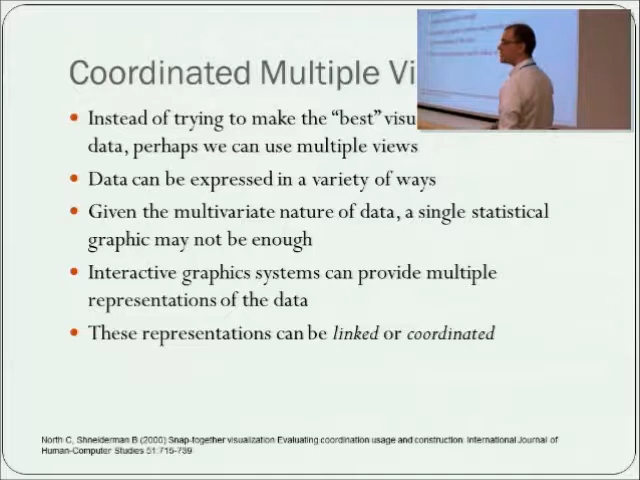 Coordinated Multiple Vi
Instead of trying to make the “best” visu
data, perhaps we can use multiple views
Data can be expressed in a variety of ways
Given the multivariate nature of data, a single statistical
graphic may not be enough
Interactive graphics systems can provide multiple
representations of the data
These representations can be linked or coordinated
North C, Shneiderman B (2000) Snap-together visualization Evaluating coordination usage and construction. International Journal of
Human-Computer Studies 51:715-739